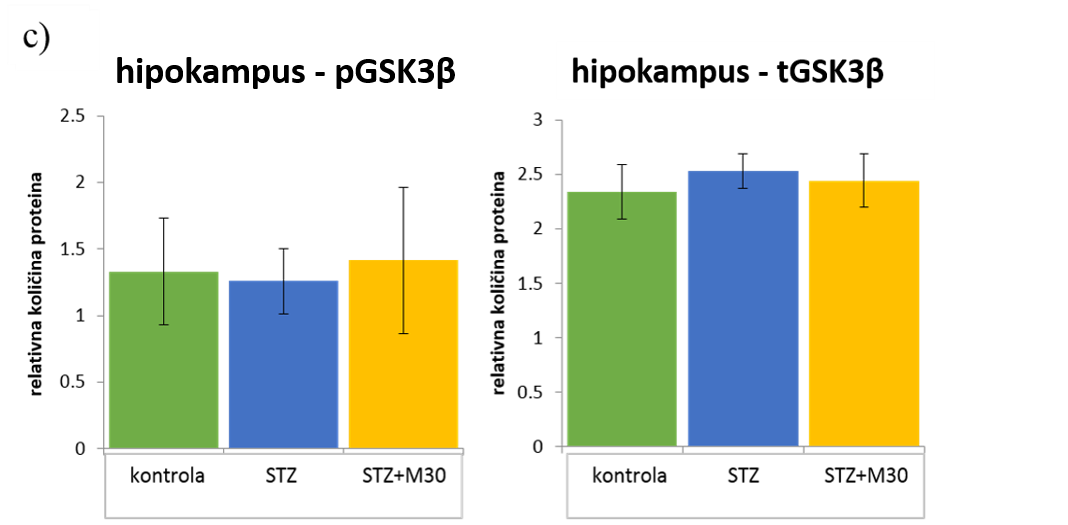 c)
hipokampus - pGSK3β
relativna količina proteina
2.5
2
1.5
1
0.5
0
kontrola STZ STZ+M30
hipokampus - tGSK3β
relativna količina proteina
3
2.5
2
1.5
1
0.5
0
kontrola STZ STZ+M30